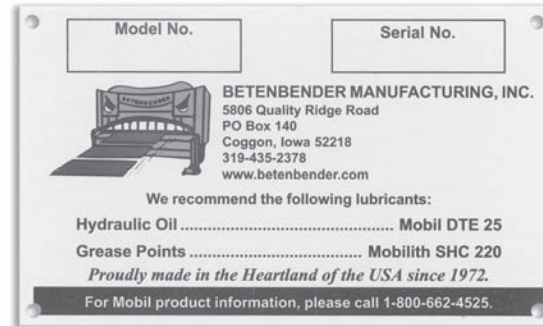 Model No.
Serial No.
BETENBENDER
BETENBENDER MANUFACTURING, INC.
5806 Quality Ridge Road
PO Box 140
Coggon, Iowa 52218
319-435-2378
www.betenbender.com
We recommend the following lubricants:
Hydraulic Oil ............................................. Mobil DTE 25
Grease Points .................................... Mobilith SHC 220
Proudly made in the Heartland of the USA since 1972.
For Mobil product information, please call 1-800-662-4525.